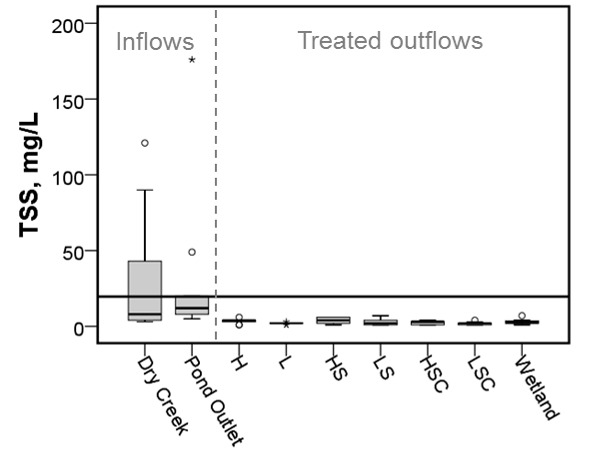 Inflows
Treated outflows
TSS, mg/L
200
150
100
50
0
*
*
Dry Creek
Pond Outlet
H
L
HS
LS
HSC
LSC
Wetland